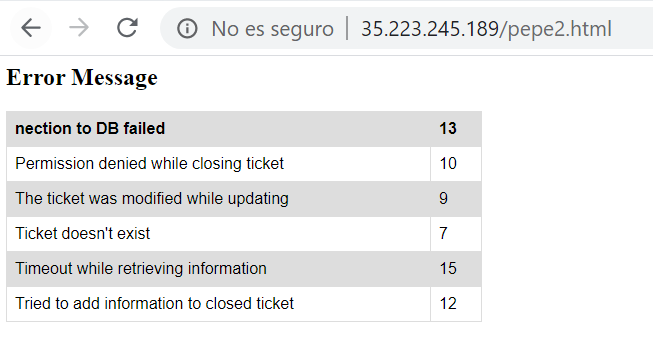 No es seguro | 35.223.245.189/pepe2.html
Error Message
nection to DB failed 13
Permission denied while closing ticket 10
The ticket was modified while updating 9
Ticket doesn't exist 7
Timeout while retrieving information 15
Tried to add information to closed ticket 12